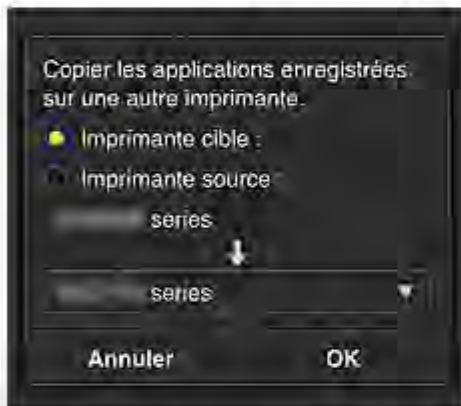 Copier les applications enregistrées
sur une autre imprimante.
Imprimante cible :
Imprimante source :
series
series
Annuler
OK